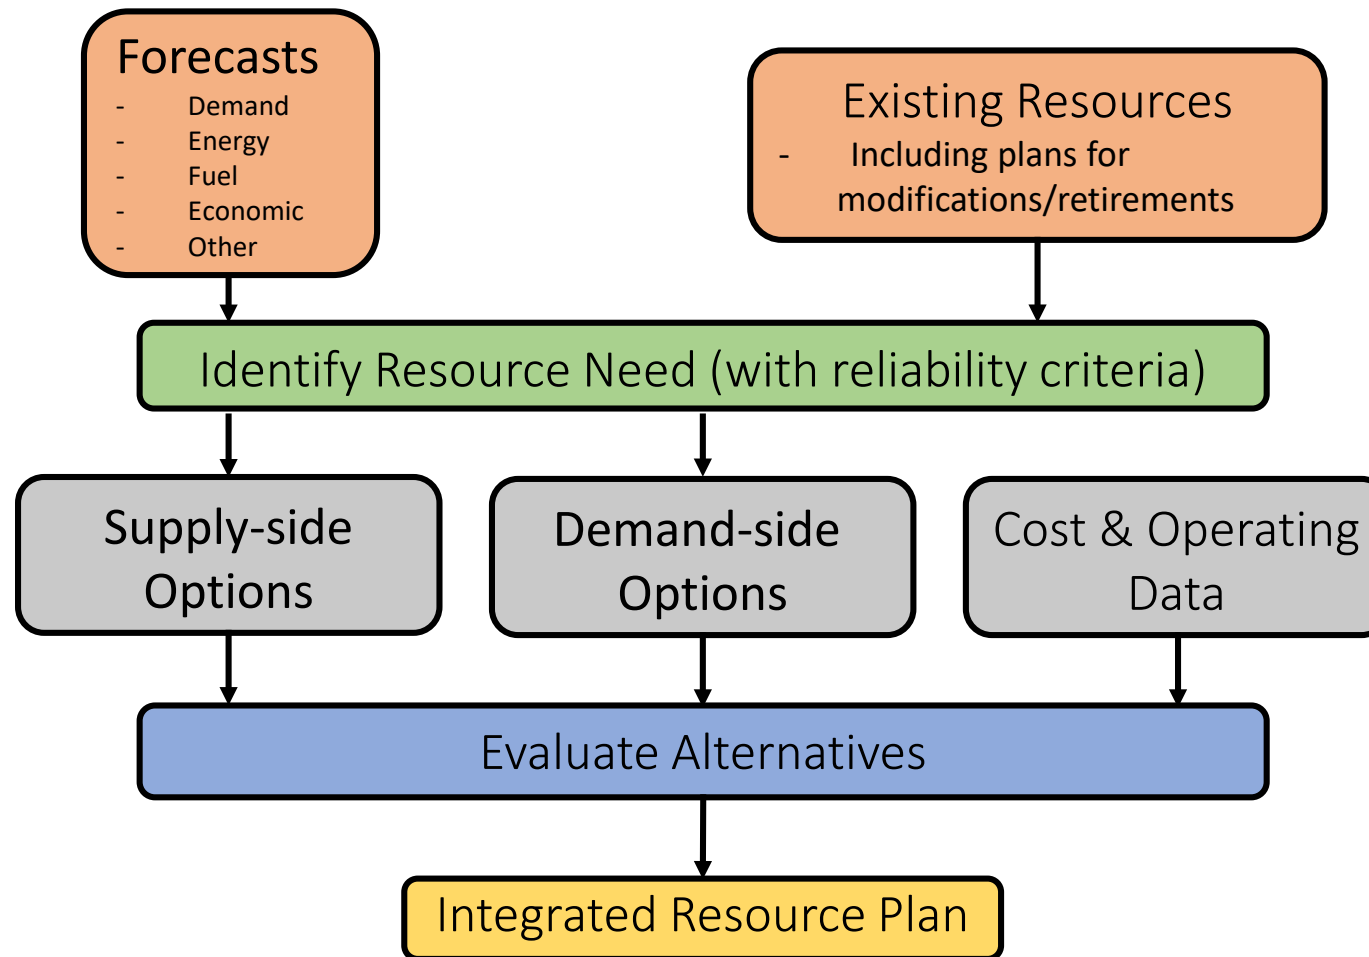 Forecasts
- Demand
- Energy
- Fuel
- Economic
- Other
Existing Resources
- Including plans for
modifications/retirements
Identify Resource Need (with reliability criteria)
Supply-side
Options
Demand-side
Options
Cost & Operating
Data
Evaluate Alternatives
Integrated Resource Plan